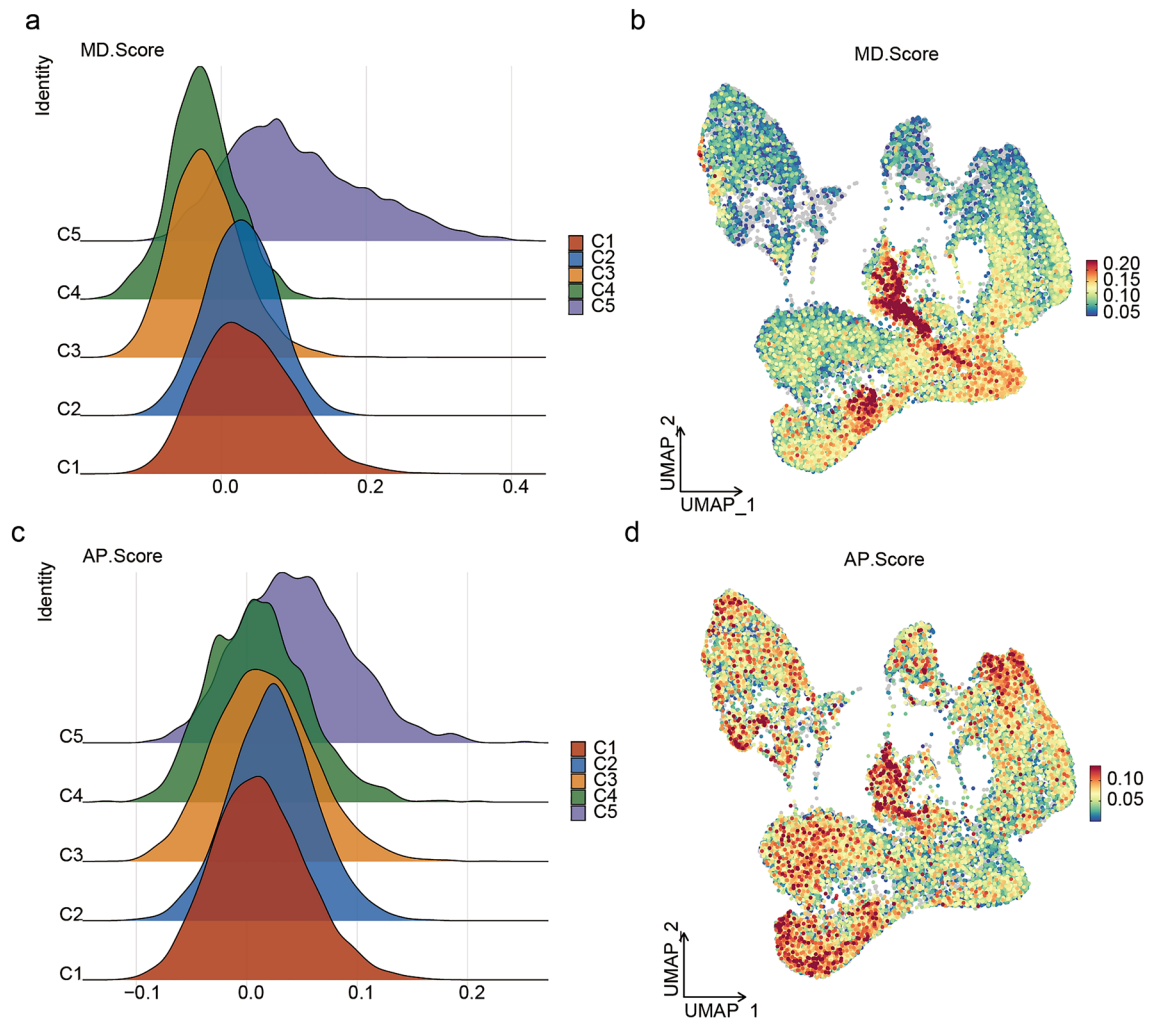 a
MD.Score
Identity
C5
C4
C3
C2
C1
0.0
0.2
0.4
C1
C2
C3
C4
C5
b
MD.Score
0.20
0.15
0.10
0.05
UMAP_2
UMAP_1
c
AP.Score
Identity
C5
C4
C3
C2
C1
−0.1
0.0
0.1
0.2
C1
C2
C3
C4
C5
d
AP.Score
0.10
0.05
UMAP_2
UMAP_1